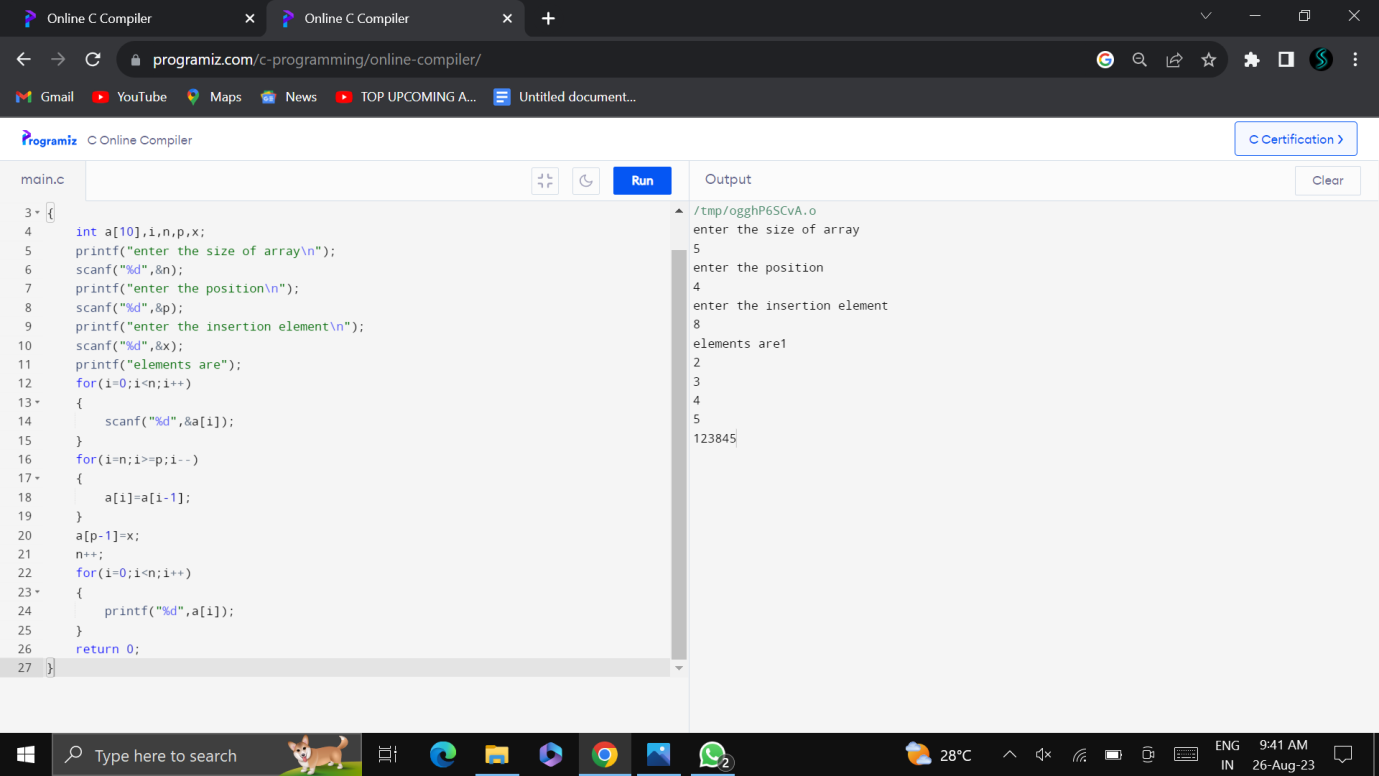 Online C Compiler
Online C Compiler
programiz.com/c-programming/online-compiler/
Gmail YouTube Maps News TOP UPCOMING A... Untitled document...
Programiz C Online Compiler C Certification >
main.c Run Output Clear
3 {
4 int a[10],i,n,p,x;
5 printf("enter the size of array\n");
6 scanf("%d",&n);
7 printf("enter the position\n");
8 scanf("%d",&p);
9 printf("enter the insertion element\n");
10 scanf("%d",&x);
11 printf("elements are");
12 for(i=0;i<n;i++)
13 {
14 scanf("%d",&a[i]);
15 }
16 for(i=n;i>=p;i--)
17 {
18 a[i]=a[i-1];
19 }
20 a[p-1]=x;
21 n++;
22 for(i=0;i<n;i++)
23 {
24 printf("%d",a[i]);
25 }
26 return 0;
27 }
/tmp/ogghP6SCvA.o
enter the size of array
5
enter the position
4
enter the insertion element
8
elements are1
2
3
4
5
123845
Type here to search
2
28°C
ENG
IN
9:41 AM
26-Aug-23